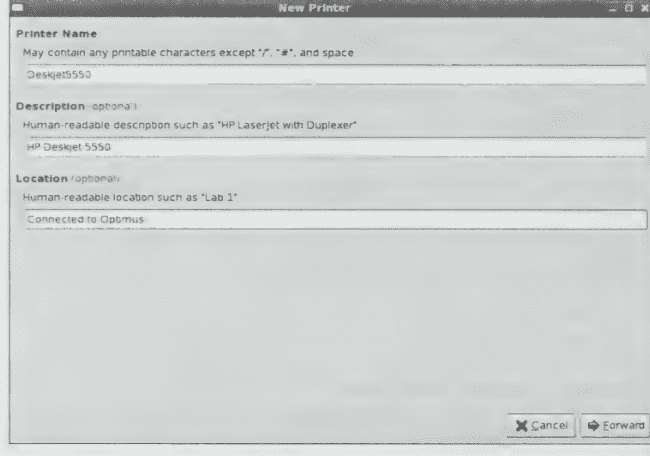 New Printer
Printer Name
May contain any printable characters except "/", "#", and space
Deskjet5550
Description (optional)
Human-readable description such as "HP Laserjet with Duplexer"
HP Deskjet 5550
Location (optional)
Human-readable location such as "Lab 1"
Connected to Optimus
Cancel
Forward